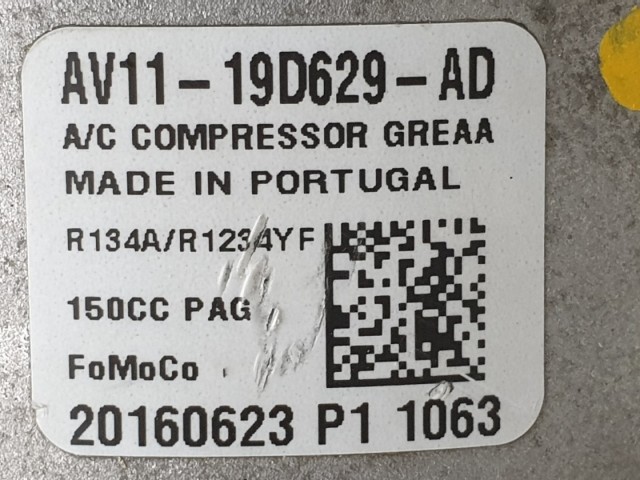 AV11-19D629-AD
A/C COMPRESSOR GREAA
MADE IN PORTUGAL
R134A/R1234YF
150CC PAG
FoMoCo
20160623 P1 1063